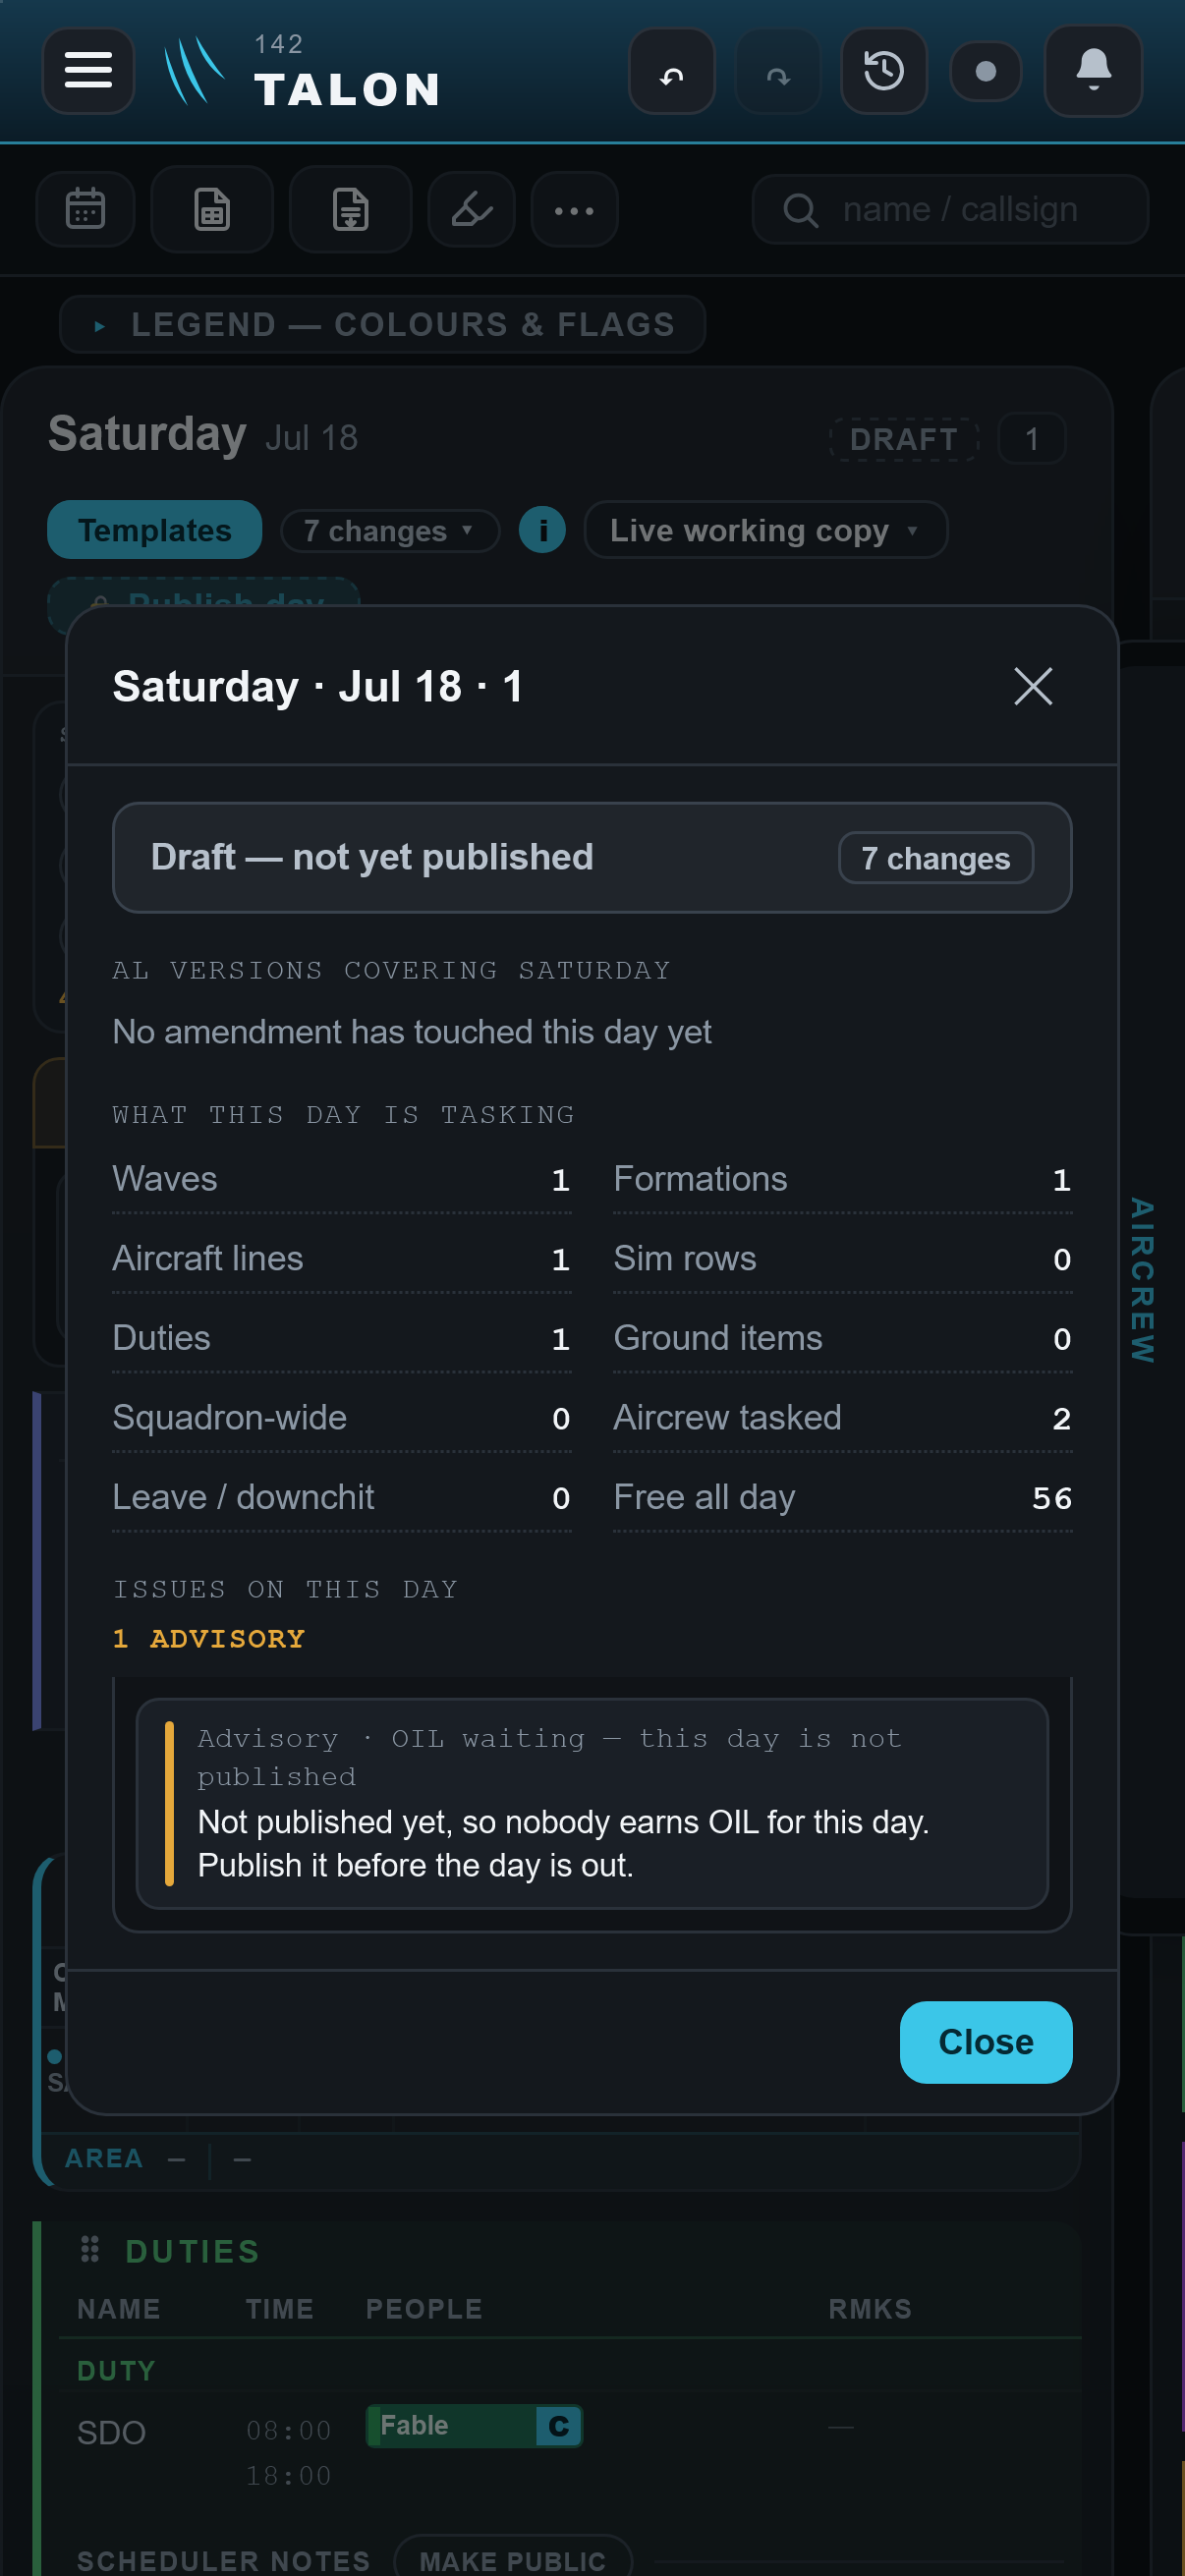 142
TALON
name / callsign
LEGEND — COLOURS & FLAGS
Saturday Jul 18
DRAFT 1
Templates
7 changes
i
Live working copy
Publish day
Saturday · Jul 18 · 1
Draft — not yet published
7 changes
AL VERSIONS COVERING SATURDAY
No amendment has touched this day yet
WHAT THIS DAY IS TASKING
Waves 1
Formations 1
Aircraft lines 1
Sim rows 0
Duties 1
Ground items 0
Squadron-wide 0
Aircrew tasked 2
Leave / downchit 0
Free all day 56
AIRCREW
ISSUES ON THIS DAY
1 ADVISORY
Advisory · OIL waiting — this day is not
published
Not published yet, so nobody earns OIL for this day.
Publish it before the day is out.
Close
AREA — | —
DUTIES
NAME TIME PEOPLE RMKS
DUTY
SDO 08:00 Fable C —
18:00
SCHEDULER NOTES MAKE PUBLIC